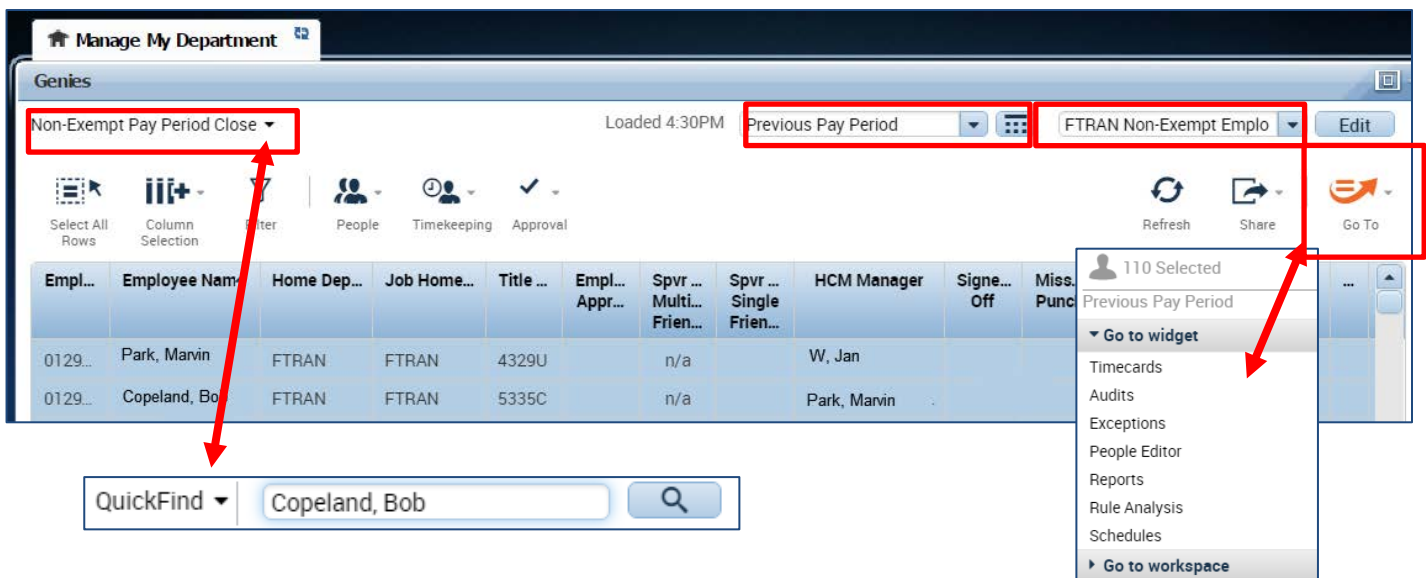 Manage My Department
Genies
Non-Exempt Pay Period Close Loaded 4:30PM Previous Pay Period FTRAN Non-Exempt Emplo Edit
Select All Rows
Column Selection
People
Timekeeping
Approval
Refresh
Share
Go To
Empl... Employee Nam Home Dep... Job Home... Title ... Empl... Appr... Spvr ... Multi... Frien... Spvr ... Single Frien... HCM Manager Signe... Off Miss. Punc ...
0129... Park, Marvin FTRAN FTRAN 4329U n/a W, Jan
0129... Copeland, Bo FTRAN FTRAN 5335C n/a Park, Marvin
110 Selected
Previous Pay Period
Go to widget
Timecards
Audits
Exceptions
People Editor
Reports
Rule Analysis
Schedules
Go to workspace
QuickFind Copeland, Bob